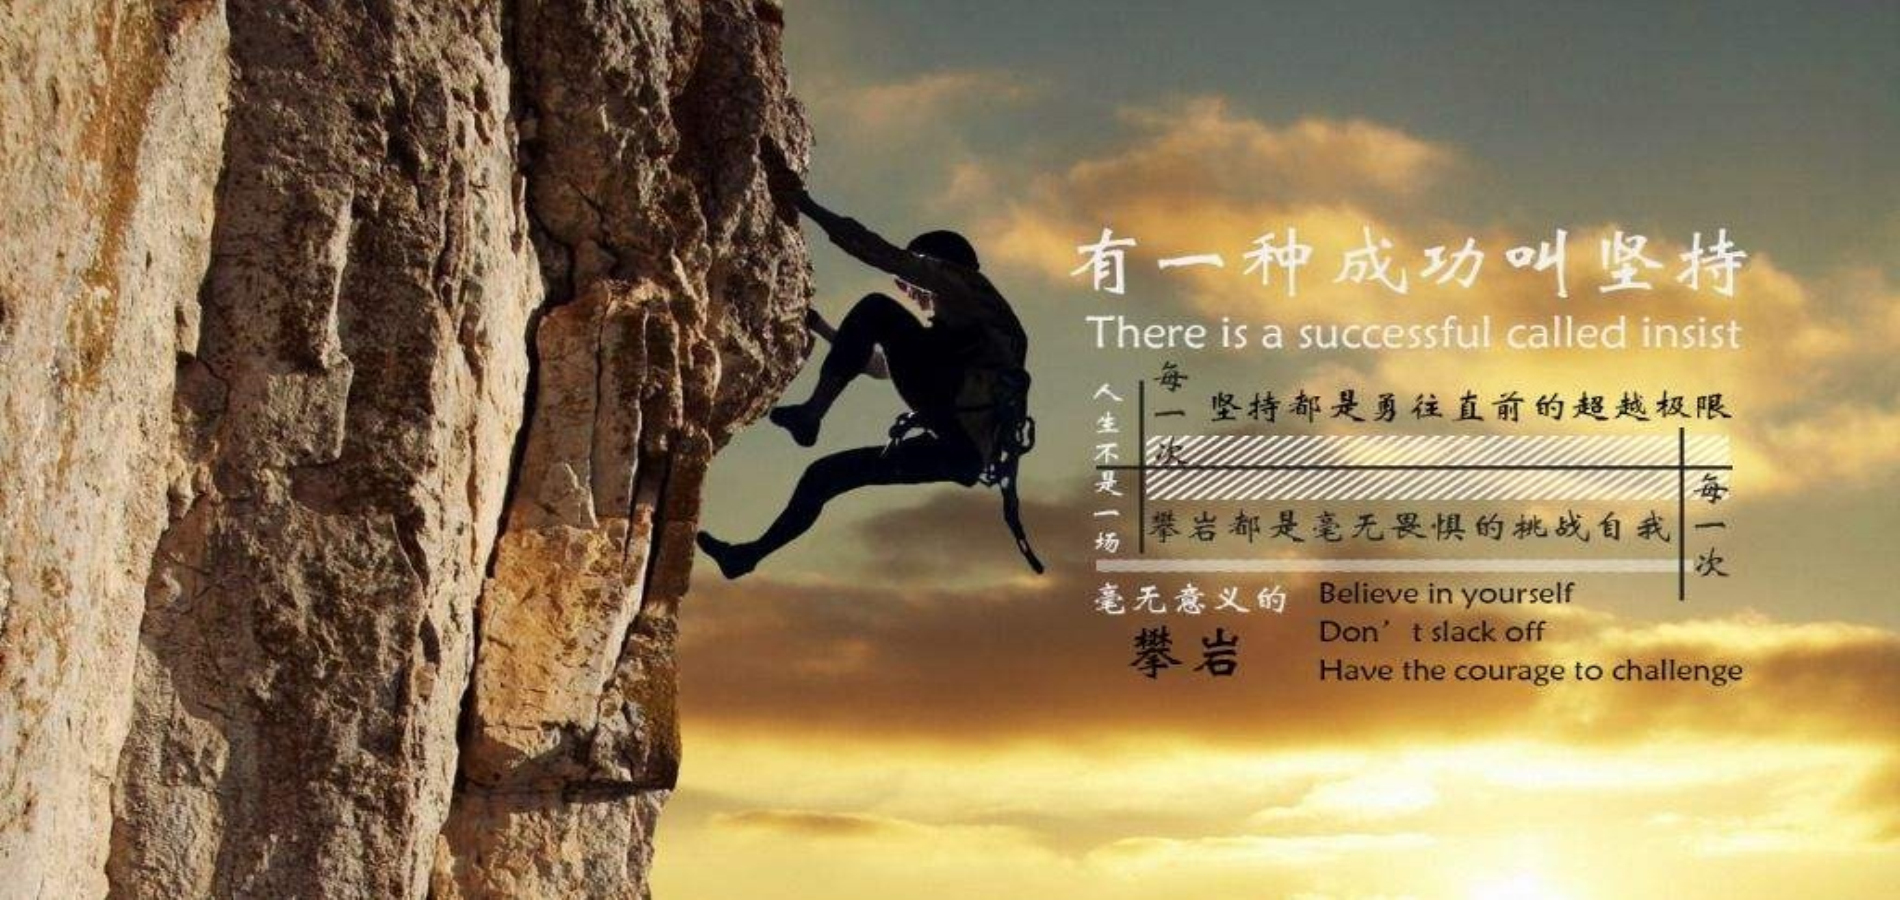 有一种成功叫坚持
There is a successful called insist
人生不是一场
每一次
坚持都是勇往直前的超越极限
攀岩都是毫无畏惧的挑战自我
每一次
毫无意义的
攀岩
Believe in yourself
Don’t slack off
Have the courage to challenge